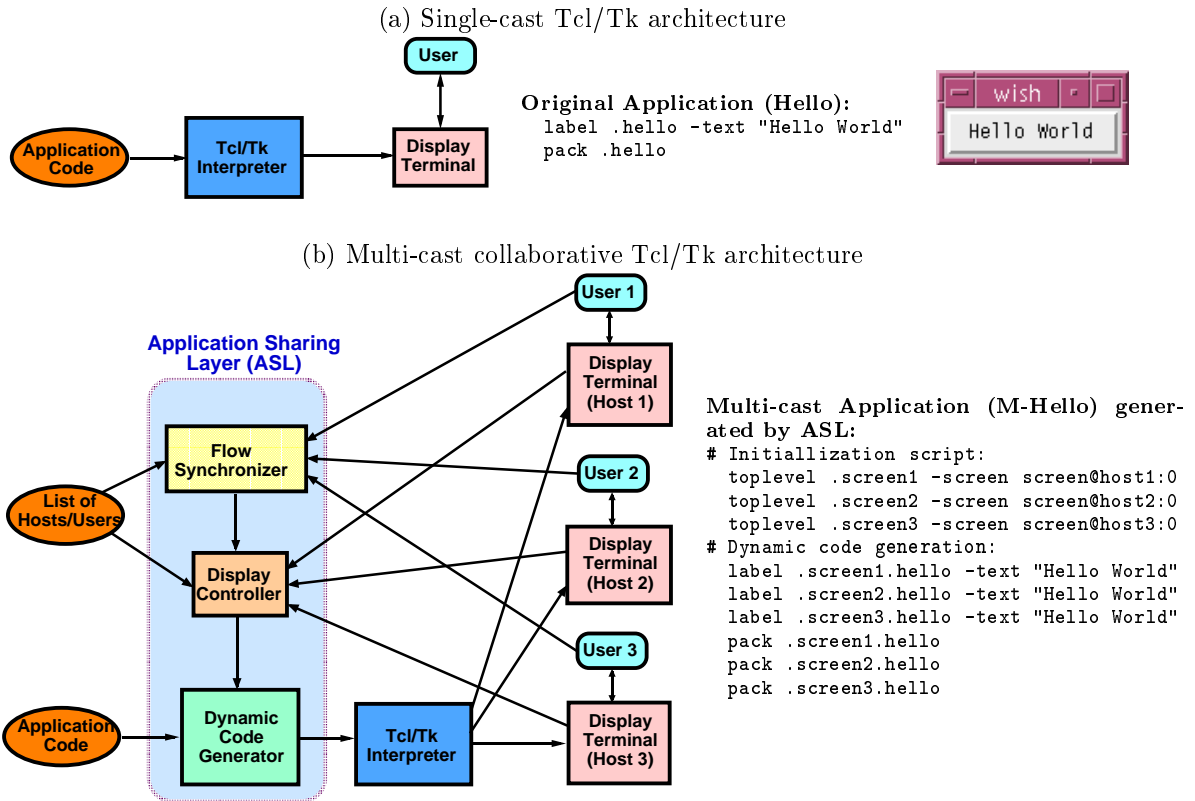 (a) Single-cast Tcl/Tk architecture
User
Application
Code
Tcl/Tk
Interpreter
Display
Terminal
Original Application (Hello):
label .hello -text "Hello World"
pack .hello
wish
Hello World
(b) Multi-cast collaborative Tcl/Tk architecture
Application Sharing
Layer (ASL)
Flow
Synchronizer
List of
Hosts/Users
Display
Controller
Application
Code
Dynamic
Code
Generator
Tcl/Tk
Interpreter
User 1
Display
Terminal
(Host 1)
User 2
Display
Terminal
(Host 2)
User 3
Display
Terminal
(Host 3)
Multi-cast Application (M-Hello) gener-
ated by ASL:
# Initiallization script:
toplevel .screen1 -screen screen@host1:0
toplevel .screen2 -screen screen@host2:0
toplevel .screen3 -screen screen@host3:0
# Dynamic code generation:
label .screen1.hello -text "Hello World"
label .screen2.hello -text "Hello World"
label .screen3.hello -text "Hello World"
pack .screen1.hello
pack .screen2.hello
pack .screen3.hello